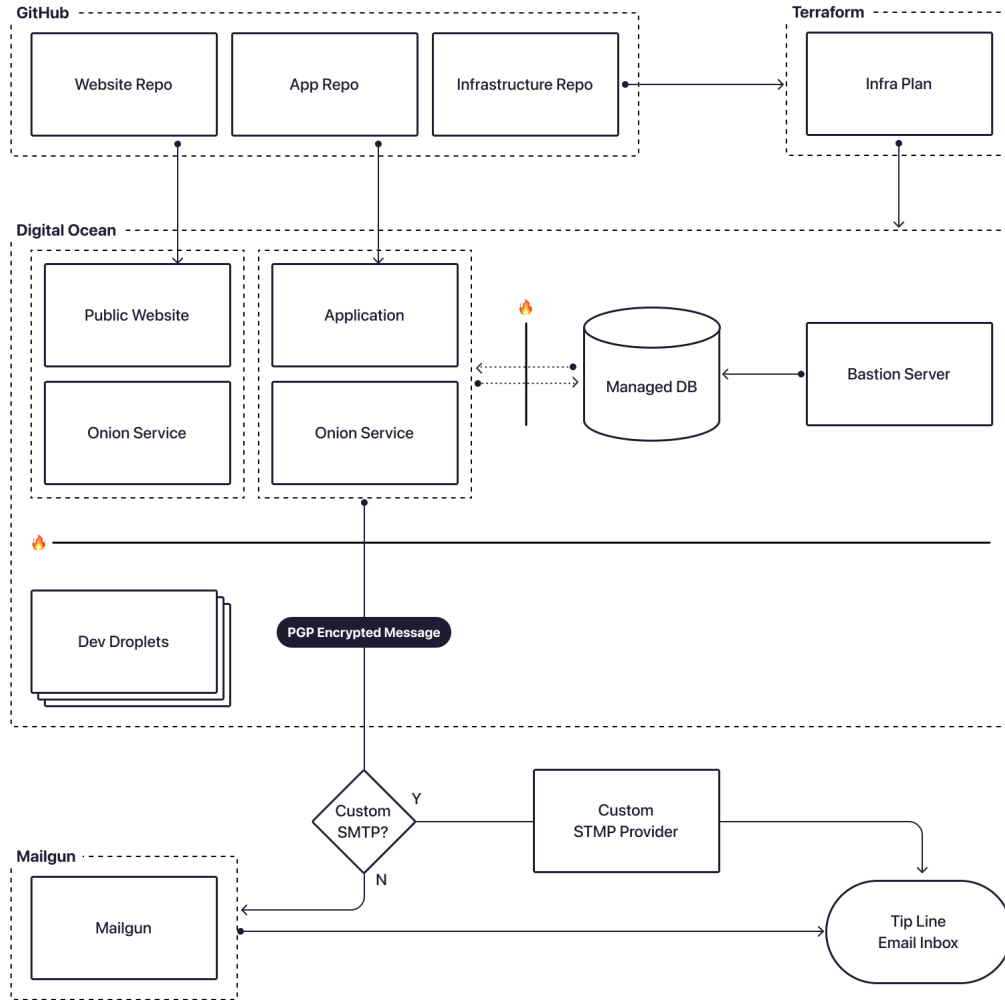 GitHub
Terraform
Website Repo
App Repo
Infrastructure Repo
Infra Plan
Digital Ocean
Public Website
Application
Managed DB
Bastion Server
Onion Service
Onion Service
Dev Droplets
PGP Encrypted Message
Custom
SMTP?
Y
N
Custom
STMP Provider
Mailgun
Mailgun
Tip Line
Email Inbox